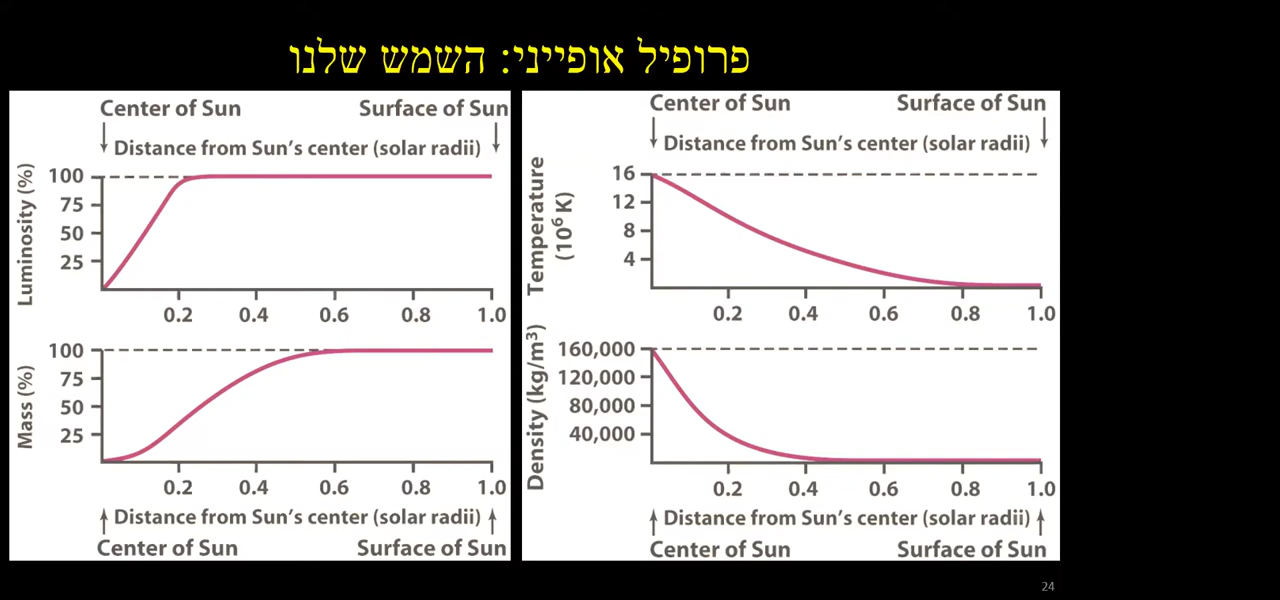 פרופיל אופייני: השמש שלנו
Center of Sun Surface of Sun
Distance from Sun's center (solar radii)
Luminosity (%)
100
75
50
25
0.2 0.4 0.6 0.8 1.0
Mass (%)
100
75
50
25
0.2 0.4 0.6 0.8 1.0
Distance from Sun's center (solar radii)
Center of Sun Surface of Sun
Center of Sun Surface of Sun
Distance from Sun's center (solar radii)
Temperature
(10⁶ K)
16
12
8
4
0.2 0.4 0.6 0.8 1.0
Density (kg/m³)
160,000
120,000
80,000
40,000
0.2 0.4 0.6 0.8 1.0
Distance from Sun's center (solar radii)
Center of Sun Surface of Sun
24